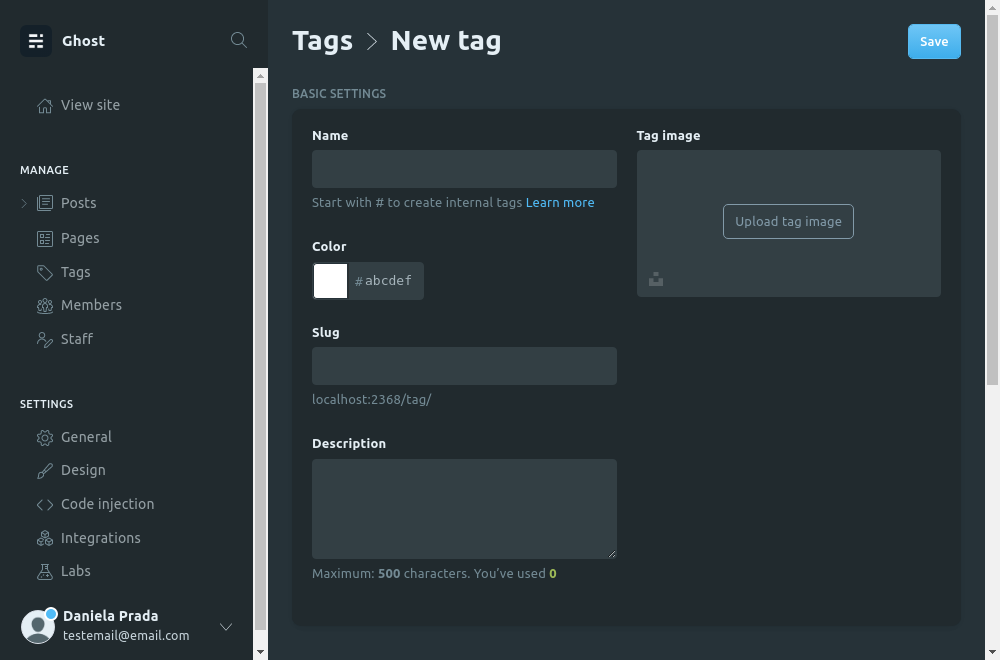 Ghost
View site
MANAGE
Posts
Pages
Tags
Members
Staff
SETTINGS
General
Design
Code injection
Integrations
Labs
Daniela Prada
testemail@email.com
Tags > New tag
Save
BASIC SETTINGS
Name
Start with # to create internal tags Learn more
Color
# abcdef
Slug
localhost:2368/tag/
Description
Maximum: 500 characters. You’ve used 0
Tag image
Upload tag image